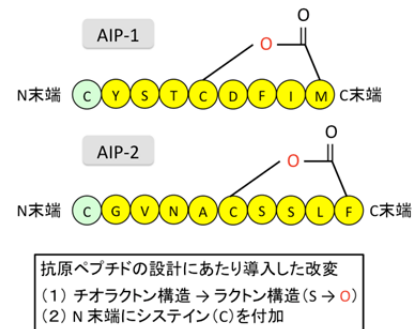 AIP-1
O
O
N末端 C Y S T C D F I M C末端
AIP-2
O
O
N末端 C G V N A C S S L F C末端
抗原ペプチドの設計にあたり導入した改変
(1) チオラクトン構造 → ラクトン構造(S → O)
(2) N 末端にシステイン(C)を付加